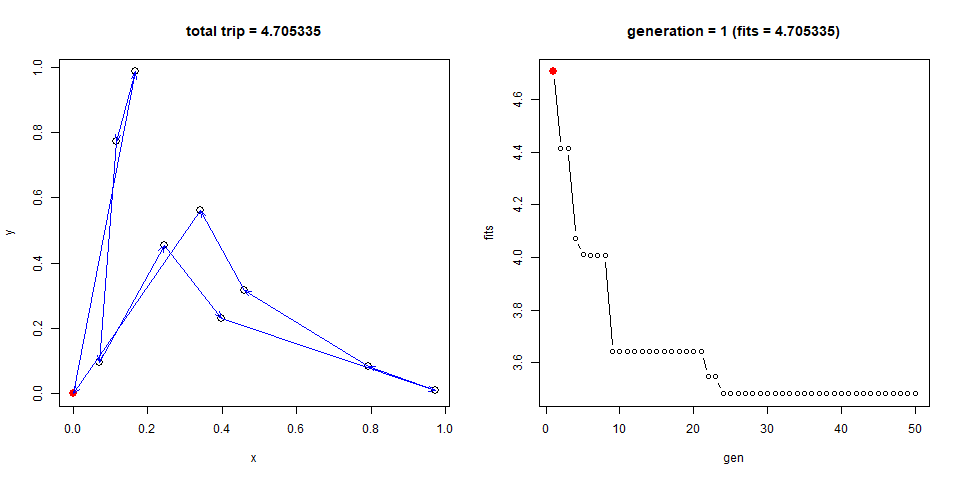 total trip = 4.705335
1.0
0.8
0.6
0.4
0.2
0.0
y
0.0 0.2 0.4 0.6 0.8 1.0
x
generation = 1 (fits = 4.705335)
4.6
4.4
4.2
4.0
3.8
3.6
fits
0 10 20 30 40 50
gen